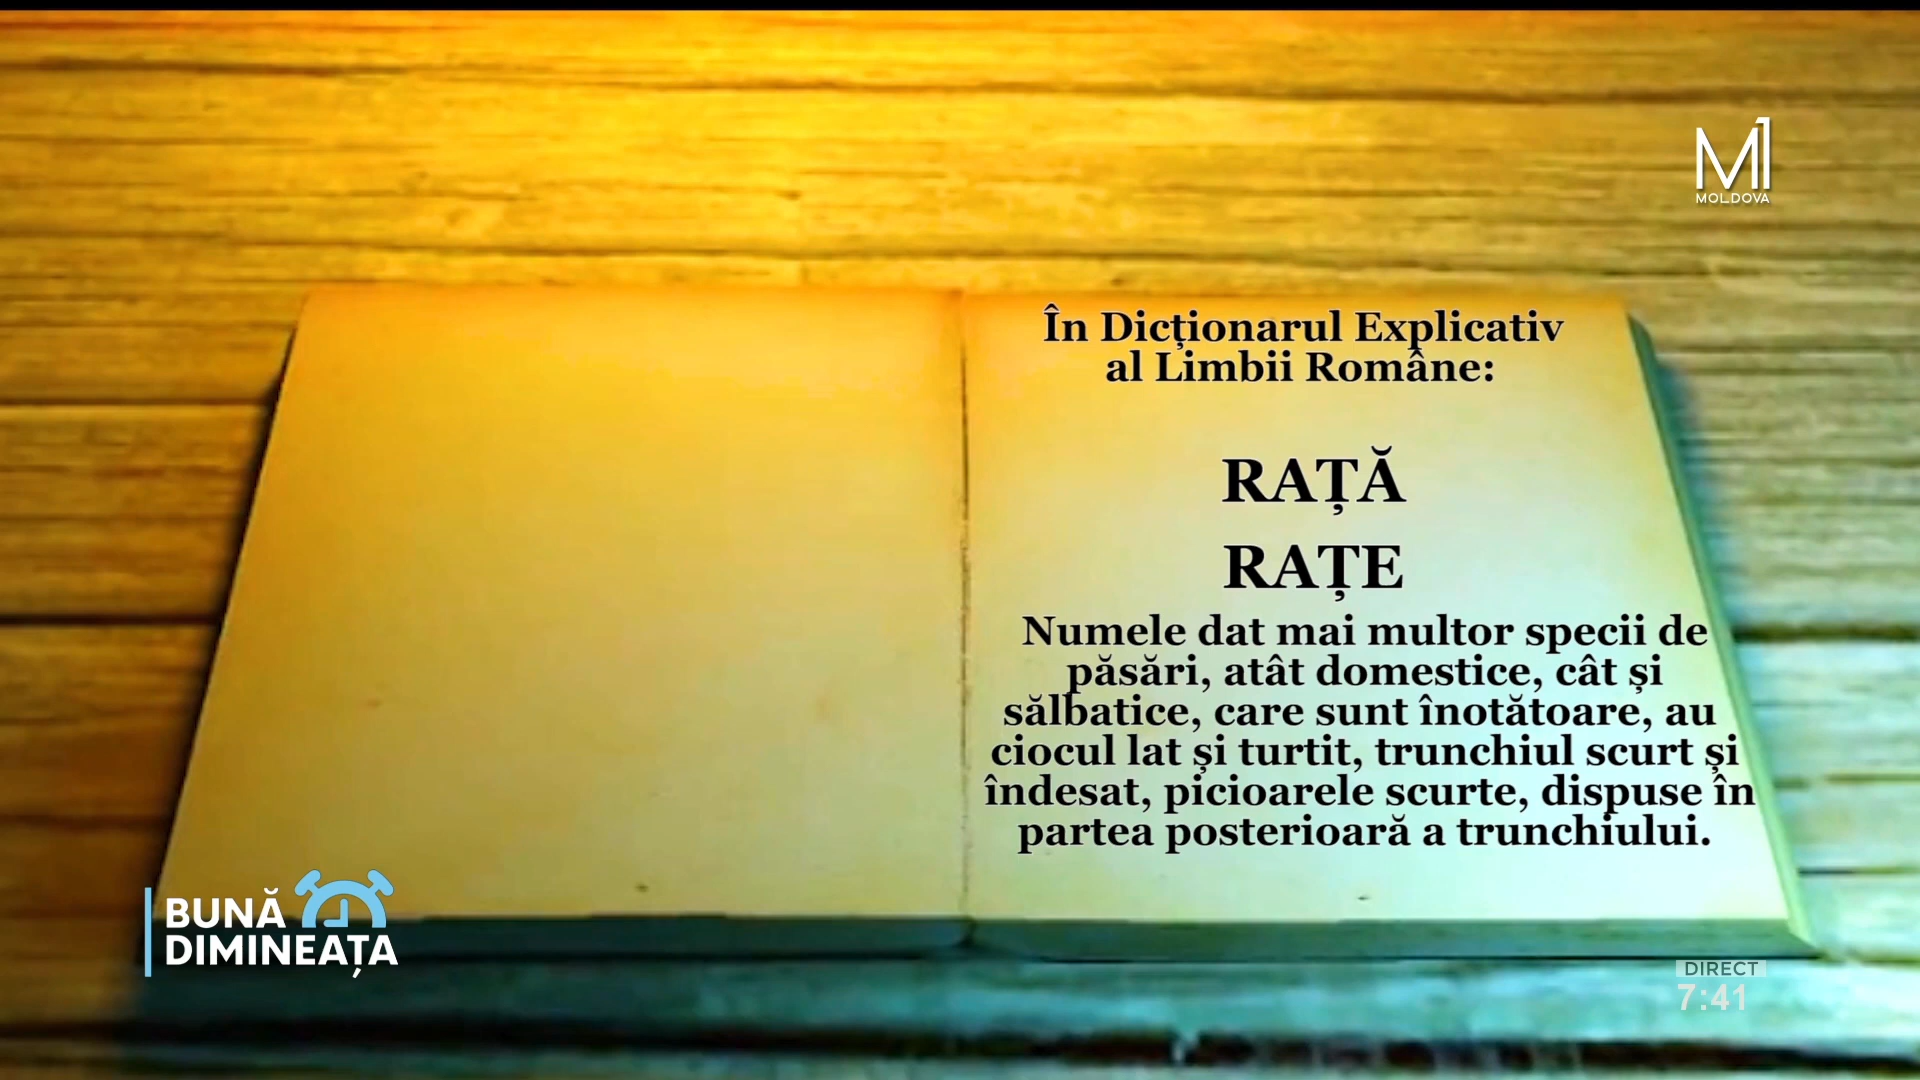 M1
MOLDOVA
În Dicționarul Explicativ
al Limbii Române:
RAȚĂ
RAȚE
Numele dat mai multor specii de
păsări, atât domestice, cât și
sălbatice, care sunt înotătoare, au
ciocul lat și turtit, trunchiul scurt și
îndesat, picioarele scurte, dispuse în
partea posterioară a trunchiului.
BUNĂ
DIMINEAȚA
DIRECT
7:41